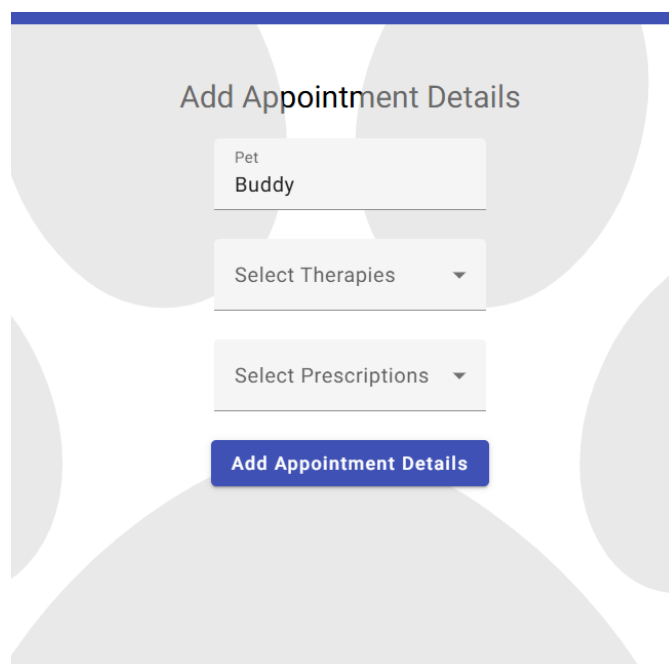 Add Appointment Details
Pet
Buddy
Select Therapies
Select Prescriptions
Add Appointment Details